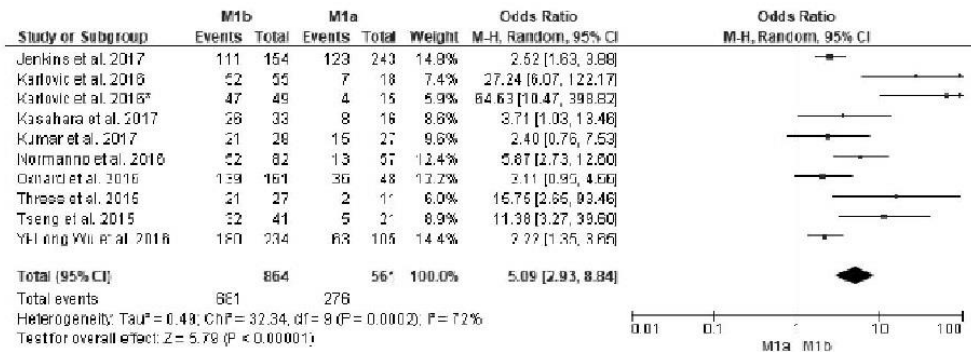 M1b M1a Odds Ratio Odds Ratio
Study or Subgroup Events Total Events Total Weight M-H, Random, 95% CI M-H, Random, 95% CI
Jenkins et al. 2017 111 154 123 243 14.8% 2.52 [1.63, 3.88]
Karlovic et al. 2016 52 55 7 18 7.4% 27.24 [6.07, 122.17]
Karlovic et al. 2016* 47 49 4 15 5.9% 64.63 [10.47, 398.82]
Kasahara et al. 2017 26 33 8 16 8.6% 3.71 [1.03, 13.46]
Kumar et al. 2017 21 28 15 27 9.6% 2.40 [0.76, 7.53]
Normanno et al. 2016 52 82 13 57 12.4% 5.87 [2.73, 12.60]
Oxnard et al. 2016 139 161 36 48 12.2% 2.11 [0.95, 4.66]
Thress et al. 2015 21 27 2 11 6.0% 15.75 [2.65, 93.46]
Tseng et al. 2015 32 41 5 21 8.9% 11.38 [3.27, 39.60]
Yi-Long Wu et al. 2016 180 234 63 105 14.4% 2.22 [1.35, 3.65]
Total (95% CI) 864 561 100.0% 5.09 [2.93, 8.84]
Total events 681 276
Heterogeneity: Tau² = 0.49; Chi² = 32.34, df = 9 (P = 0.0002); I² = 72%
Test for overall effect: Z = 5.79 (P < 0.00001)
0.01 0.1 1 10 100
M1a M1b